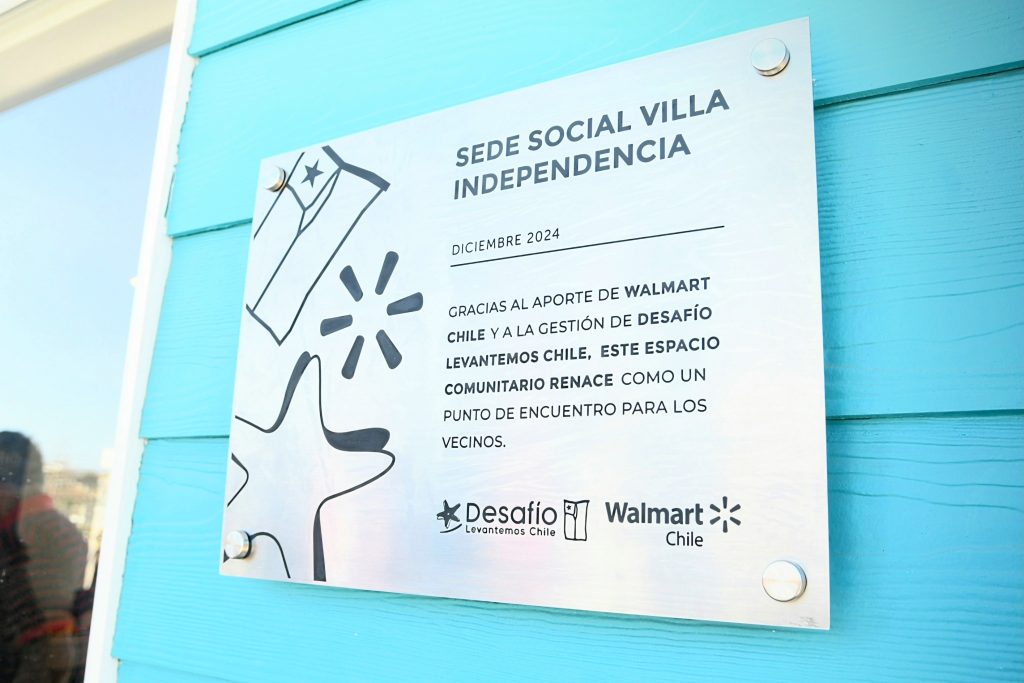 SEDE SOCIAL VILLA
INDEPENDENCIA
DICIEMBRE 2024
GRACIAS AL APORTE DE WALMART
CHILE Y A LA GESTIÓN DE DESAFÍO
LEVANTEMOS CHILE, ESTE ESPACIO
COMUNITARIO RENACE COMO UN
PUNTO DE ENCUENTRO PARA LOS
VECINOS.
Desafío
Levantemos Chile
Walmart
Chile